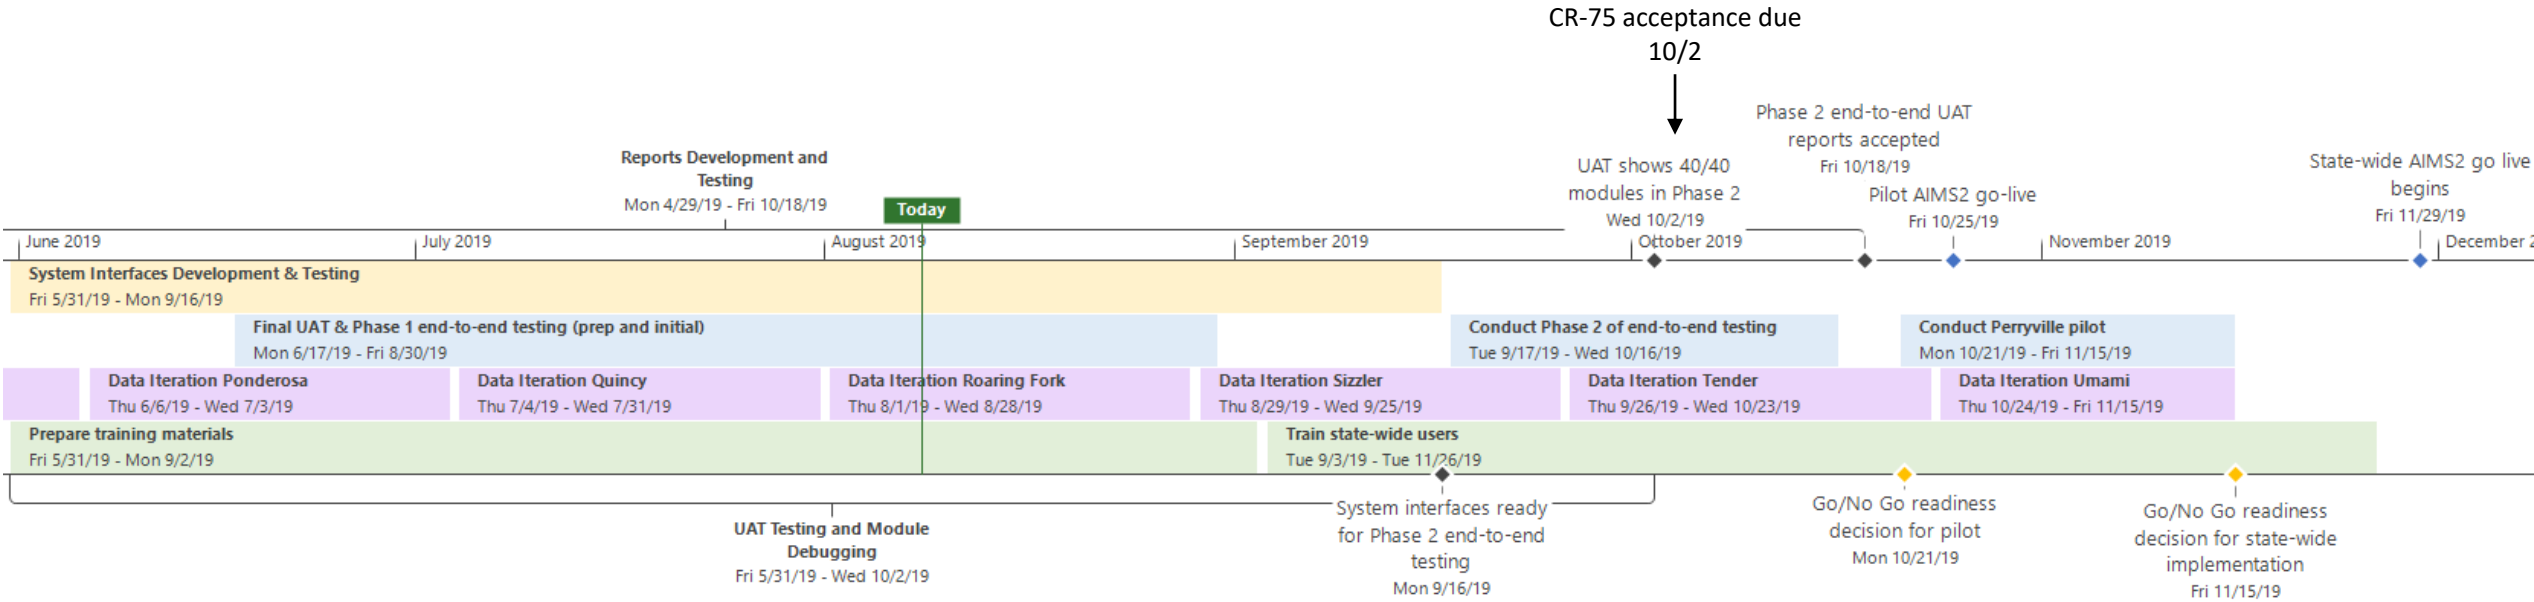 CR-75 acceptance due
10/2
Phase 2 end-to-end UAT
reports accepted
Fri 10/18/19
Reports Development and
Testing
Mon 4/29/19 - Fri 10/18/19
UAT shows 40/40
modules in Phase 2
Wed 10/2/19
State-wide AIMS2 go live
begins
Fri 11/29/19
Pilot AIMS2 go-live
Fri 10/25/19
Today
June 2019
July 2019
August 2019
September 2019
October 2019
November 2019
December 2
System Interfaces Development & Testing
Fri 5/31/19 - Mon 9/16/19
Final UAT & Phase 1 end-to-end testing (prep and initial)
Mon 6/17/19 - Fri 8/30/19
Conduct Phase 2 of end-to-end testing
Tue 9/17/19 - Wed 10/16/19
Conduct Perryville pilot
Mon 10/21/19 - Fri 11/15/19
Data Iteration Ponderosa
Thu 6/6/19 - Wed 7/3/19
Data Iteration Quincy
Thu 7/4/19 - Wed 7/31/19
Data Iteration Roaring Fork
Thu 8/1/19 - Wed 8/28/19
Data Iteration Sizzler
Thu 8/29/19 - Wed 9/25/19
Data Iteration Tender
Thu 9/26/19 - Wed 10/23/19
Data Iteration Umami
Thu 10/24/19 - Fri 11/15/19
Prepare training materials
Fri 5/31/19 - Mon 9/2/19
Train state-wide users
Tue 9/3/19 - Tue 11/26/19
UAT Testing and Module
Debugging
Fri 5/31/19 - Wed 10/2/19
System interfaces ready
for Phase 2 end-to-end
testing
Mon 9/16/19
Go/No Go readiness
decision for pilot
Mon 10/21/19
Go/No Go readiness
decision for state-wide
implementation
Fri 11/15/19